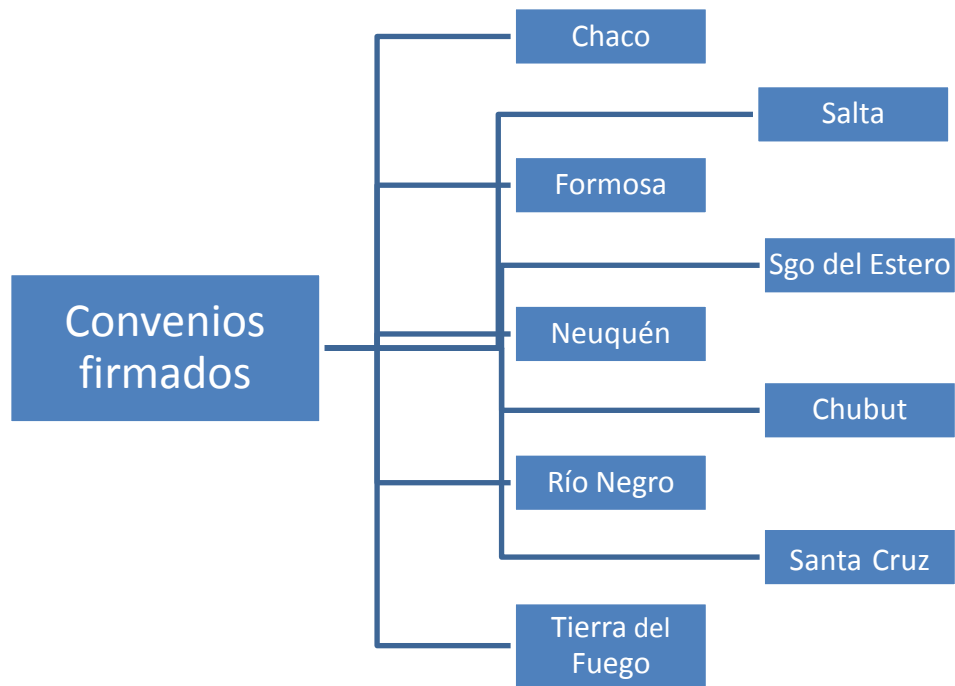 Convenios
firmados
Chaco
Salta
Formosa
Sgo del Estero
Neuquén
Chubut
Río Negro
Santa Cruz
Tierra del
Fuego